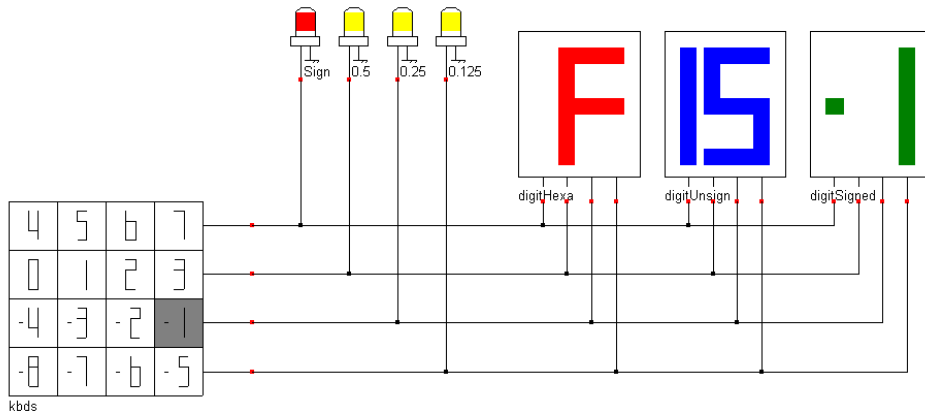 Sign 0.5 0.25 0.125
F 15 -1
digitHexa digitUnsign digitSigned
4 5 6 7
0 1 2 3
-4 -3 -2 -1
-8 -7 -6 -5
kbds